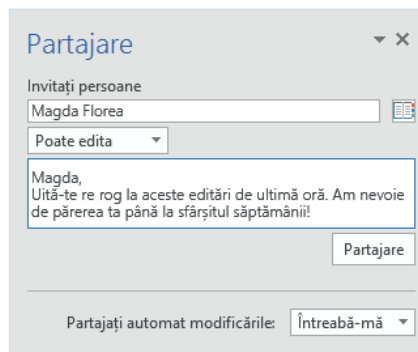 Partajare
Invitați persoane
Magda Florea
Poate edita
Magda,
Uită-te re rog la aceste editări de ultimă oră. Am nevoie
de părerea ta până la sfârșitul săptămânii!
Partajare
Partajați automat modificările:
Întreabă-mă